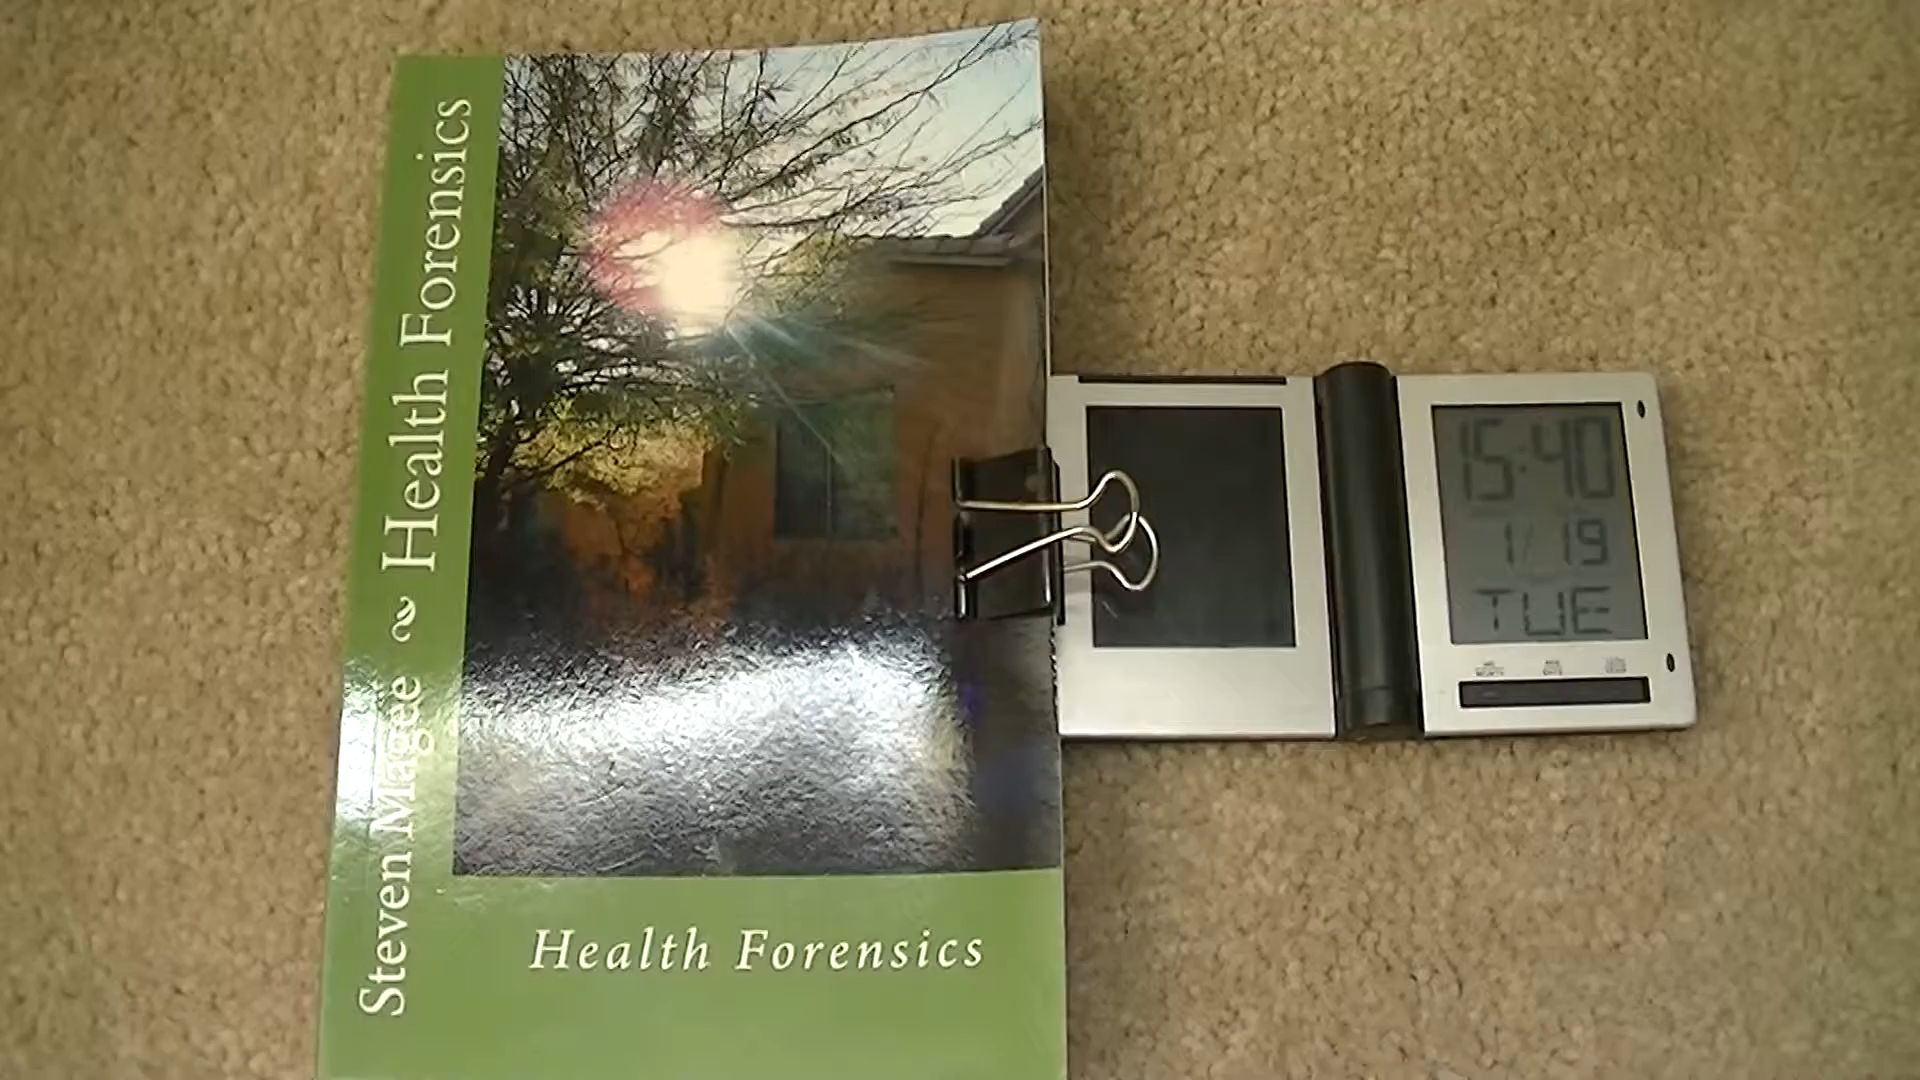 Steven Magee ~ Health Forensics
Health Forensics
15:40
1/19
TUE